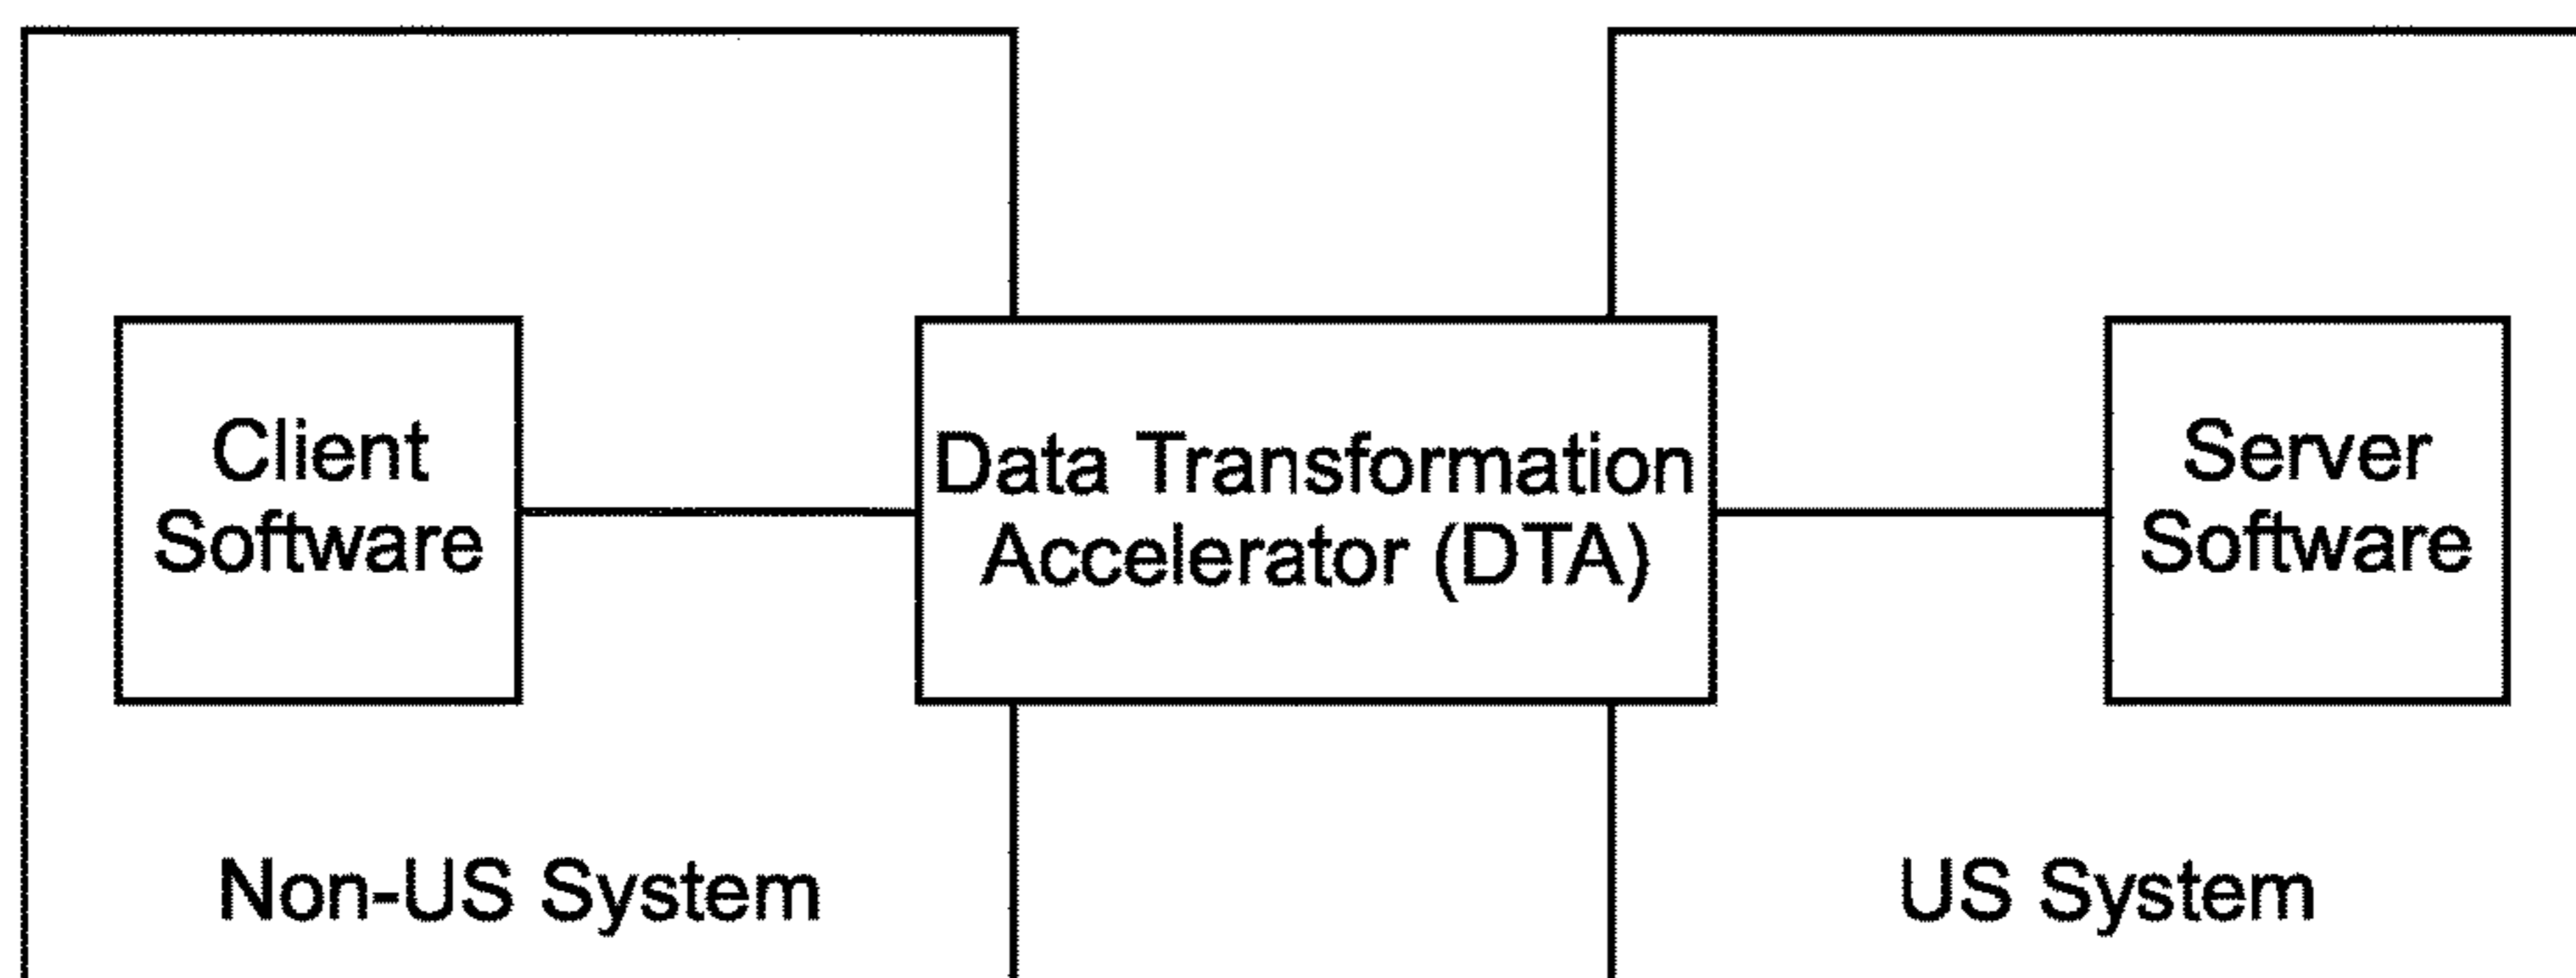 Client
Software
Data Transformation
Accelerator (DTA)
Server
Software
Non-US System
US System